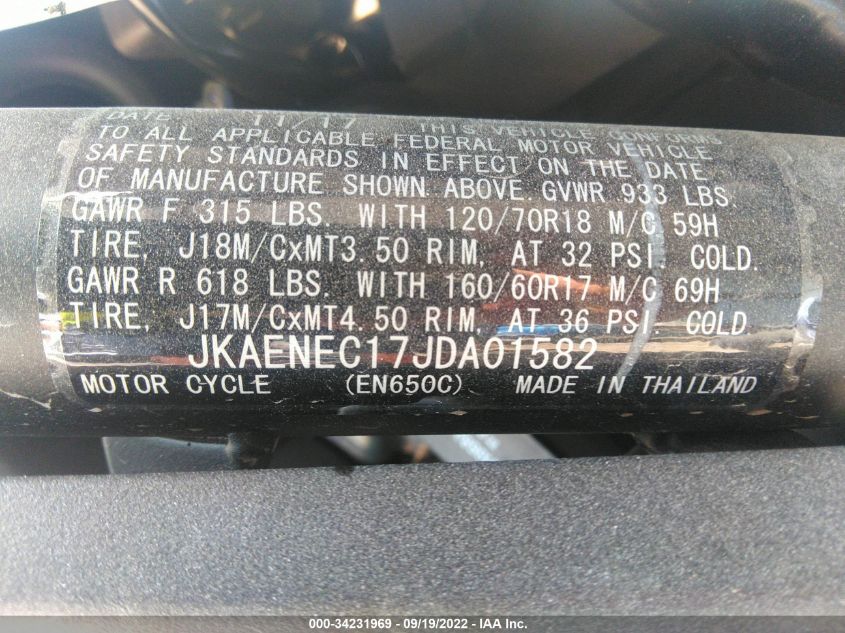 DATE 11/17 THIS VEHICLE CONFORMS
TO ALL APPLICABLE FEDERAL MOTOR VEHICLE
SAFETY STANDARDS IN EFFECT ON THE DATE
OF MANUFACTURE SHOWN ABOVE. GVWR 933 LBS.
GAWR F 315 LBS. WITH 120/70R18 M/C 59H
TIRE, J18M/CxMT3.50 RIM, AT 32 PSI. COLD.
GAWR R 618 LBS. WITH 160/60R17 M/C 69H
TIRE, J17M/CxMT4.50 RIM, AT 36 PSI. COLD
JKAENEC17JDA01582
MOTOR CYCLE (EN650C) MADE IN THAILAND
000-34231969 - 09/19/2022 - IAA Inc.